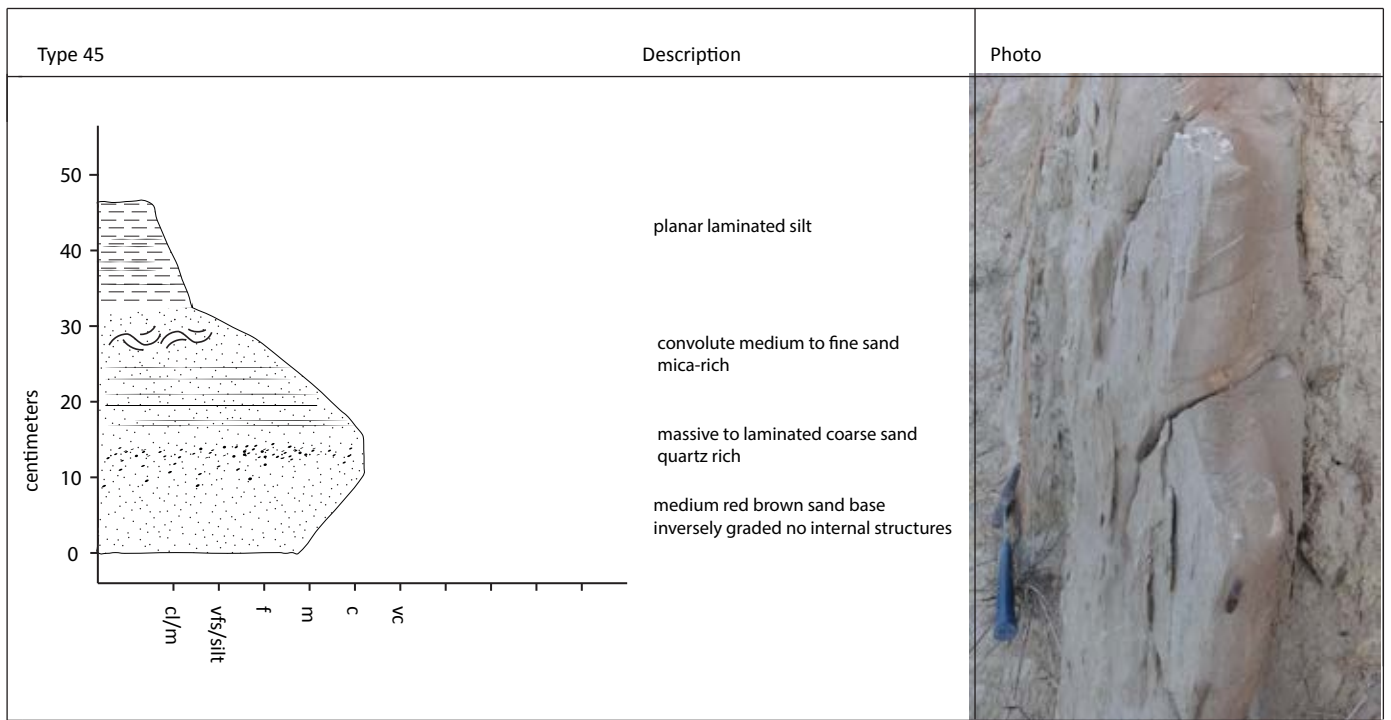 Type 45
Description
Photo
50
40
30
20
10
0
centimeters
planar laminated silt
convolute medium to fine sand
mica-rich
massive to laminated coarse sand
quartz rich
medium red brown sand base
inversely graded no internal structures
cl/m
vfs/silt
f
m
c
vc